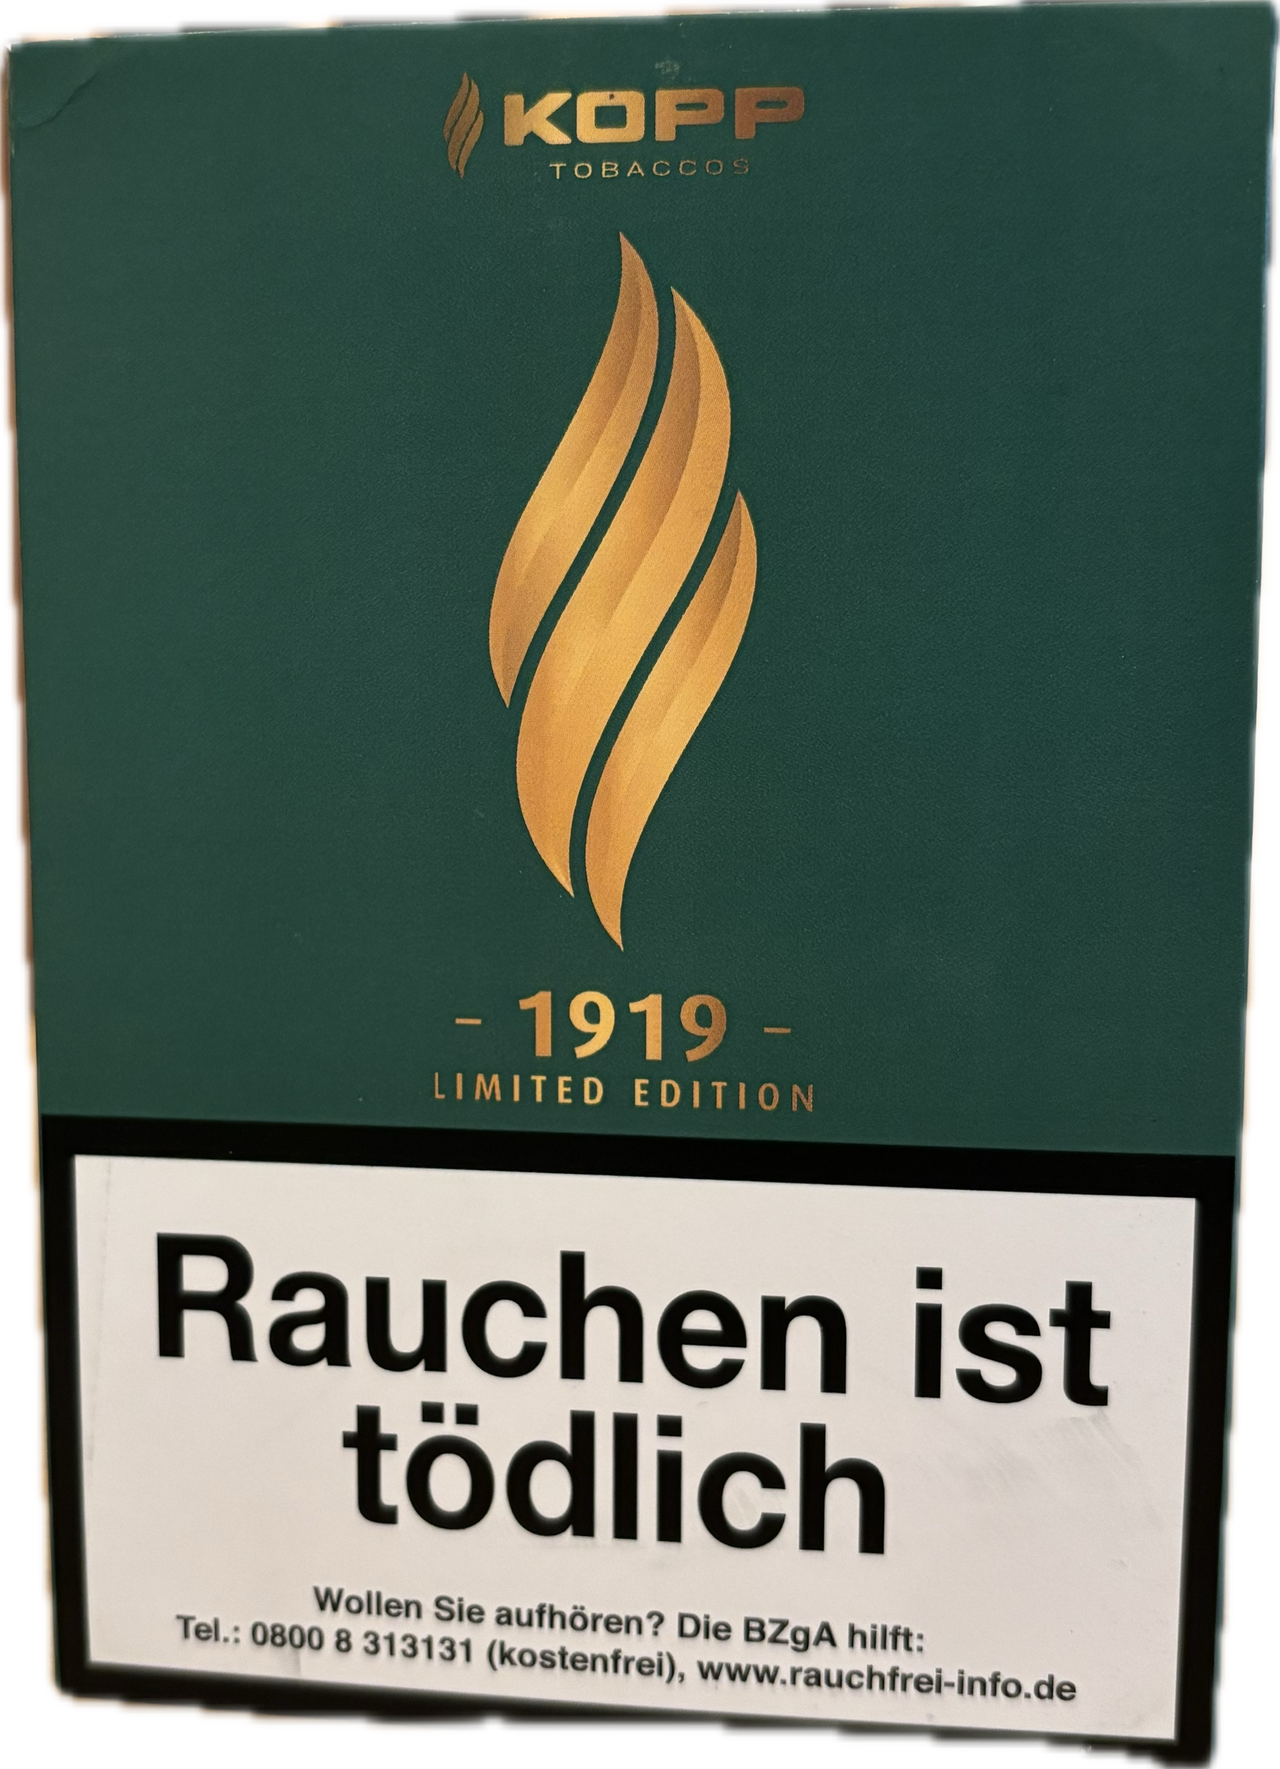 KOPP
TOBACCOS
- 1919 -
LIMITED EDITION
Rauchen ist
tödlich
Wollen Sie aufhören? Die BZgA hilft:
Tel.: 0800 8 313131 (kostenfrei), www.rauchfrei-info.de